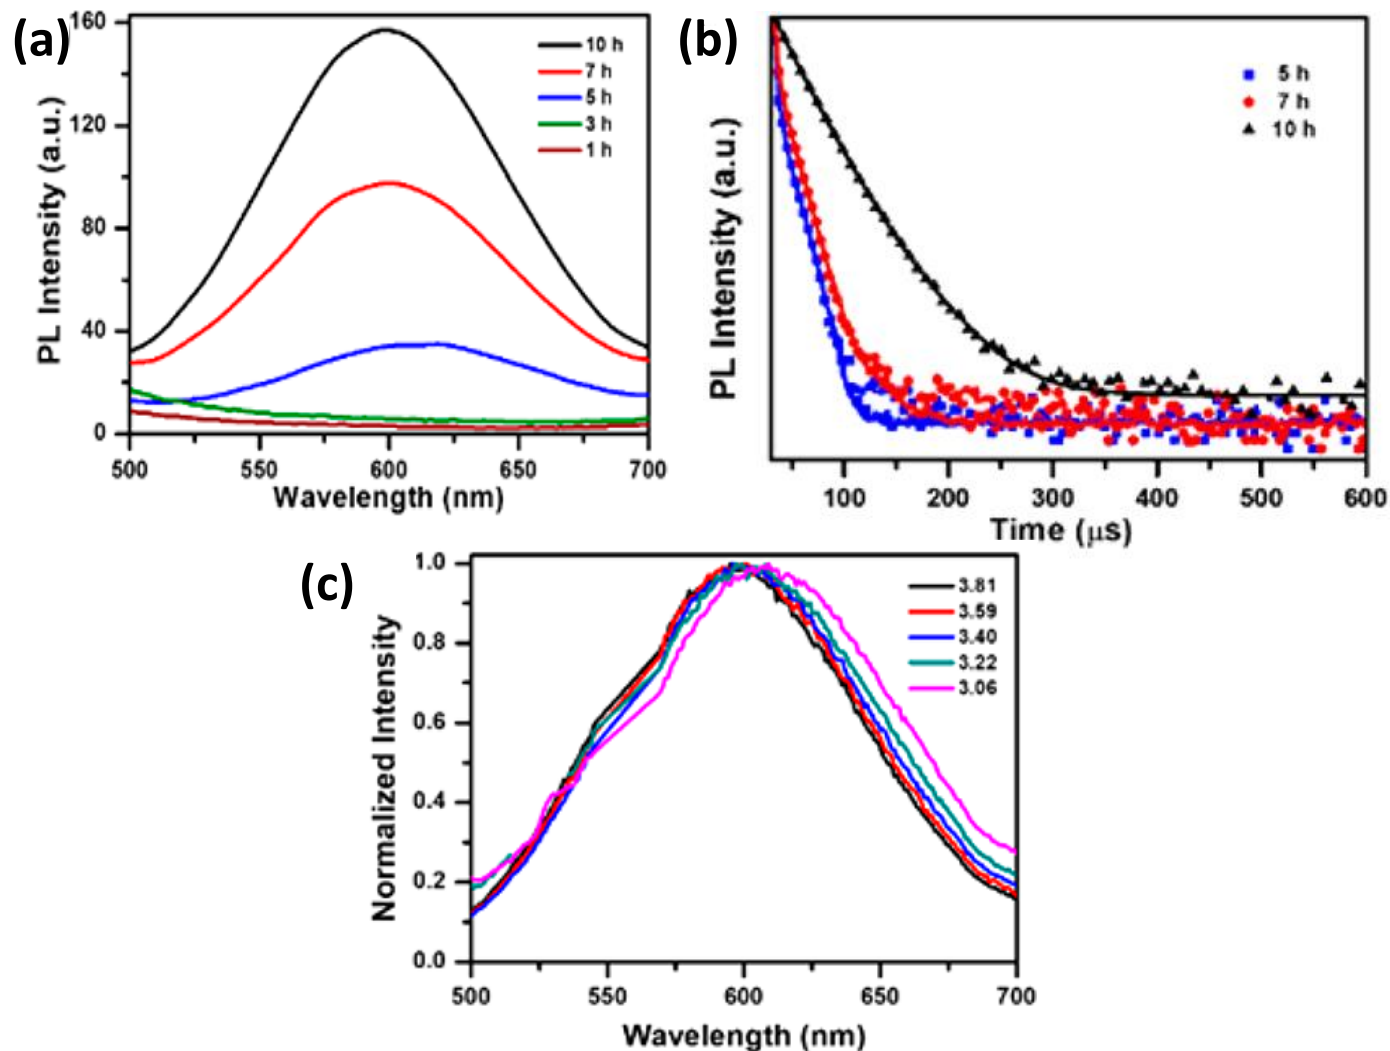 (a)
PL Intensity (a.u.)
160
120
80
40
0
10 h
7 h
5 h
3 h
1 h
500 550 600 650 700
Wavelength (nm)
(b)
PL Intensity (a.u.)
5 h
7 h
10 h
100 200 300 400 500 600
Time (μs)
(c)
Normalized Intensity
1.0
0.8
0.6
0.4
0.2
0.0
3.81
3.59
3.40
3.22
3.06
500 550 600 650 700
Wavelength (nm)